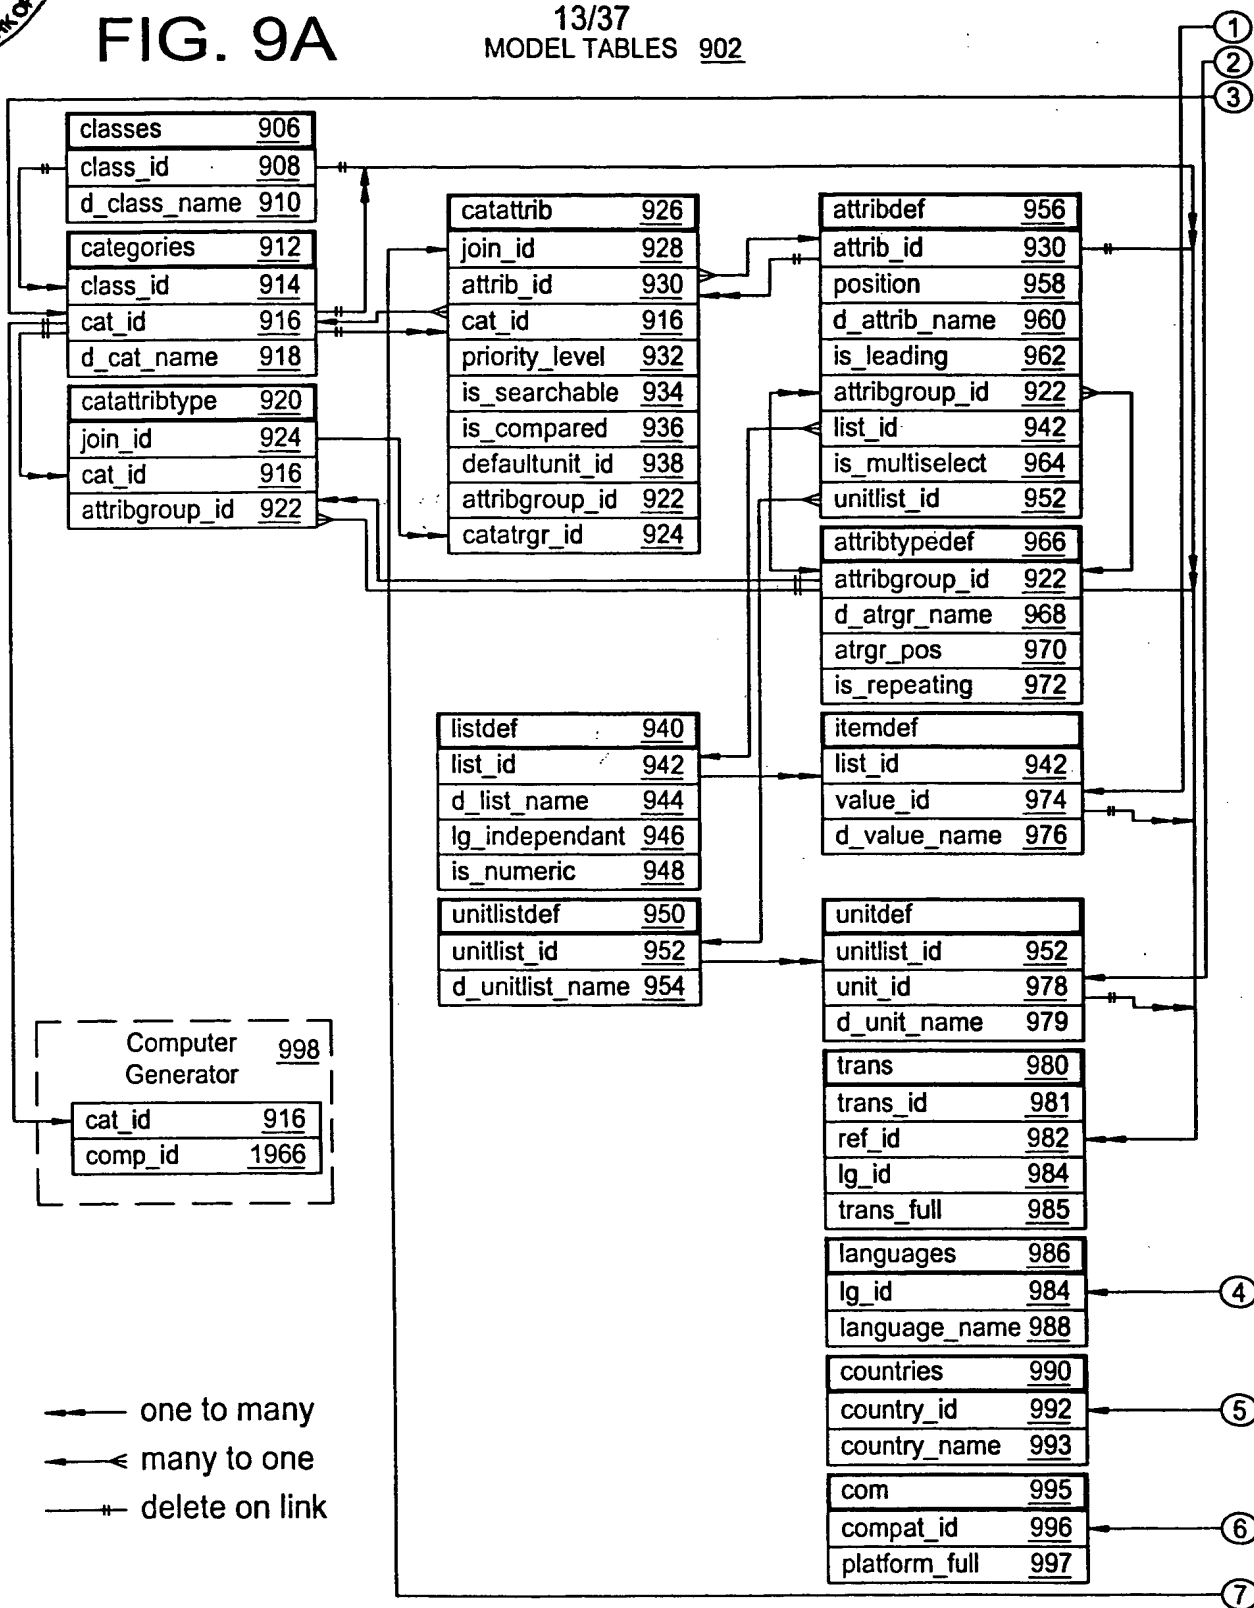 FIG. 9A
13/37
MODEL TABLES 902
1
2
3
classes 906
class_id 908
d_class_name 910
categories 912
class_id 914
cat_id 916
d_cat_name 918
catattribtype 920
join_id 924
cat_id 916
attribgroup_id 922
catattrib 926
join_id 928
attrib_id 930
cat_id 916
priority_level 932
is_searchable 934
is_compared 936
defaultunit_id 938
attribgroup_id 922
catatrgr_id 924
attribdef 956
attrib_id 930
position 958
d_attrib_name 960
is_leading 962
attribgroup_id 922
list_id 942
is_multiselect 964
unitlist_id 952
attribtypedef 966
attribgroup_id 922
d_atrgr_name 968
atrgr_pos 970
is_repeating 972
listdef 940
list_id 942
d_list_name 944
lg_independant 946
is_numeric 948
unitlistdef 950
unitlist_id 952
d_unitlist_name 954
itemdef
list_id 942
value_id 974
d_value_name 976
unitdef
unitlist_id 952
unit_id 978
d_unit_name 979
trans 980
trans_id 981
ref_id 982
lg_id 984
trans_full 985
languages 986
lg_id 984
language_name 988
countries 990
country_id 992
country_name 993
com 995
compat_id 996
platform_full 997
Computer 998
Generator
cat_id 916
comp_id 1966
4
5
6
7
one to many
many to one
delete on link